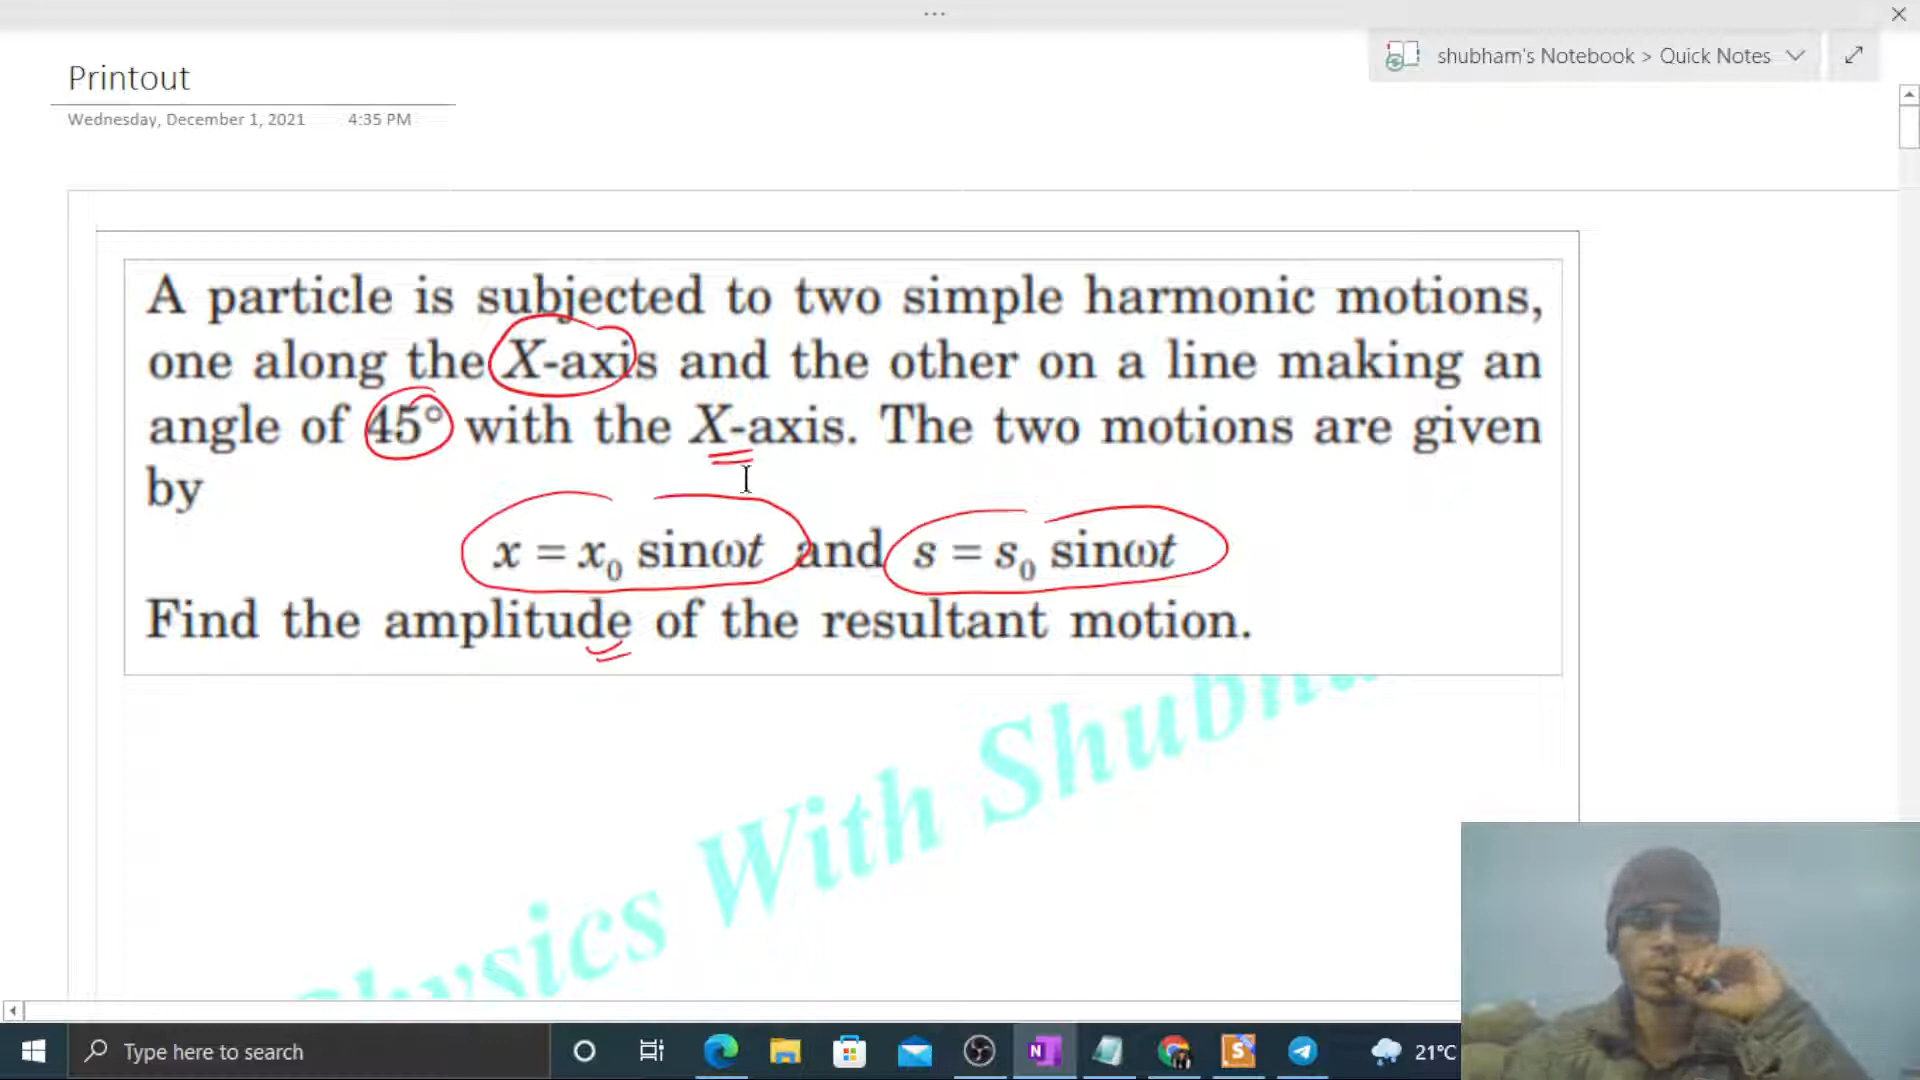 shubham's Notebook > Quick Notes
Printout
Wednesday, December 1, 2021 4:35 PM
A particle is subjected to two simple harmonic motions,
one along the X-axis and the other on a line making an
angle of 45° with the X-axis. The two motions are given
by
x = x₀ sinωt and s = s₀ sinωt
Find the amplitude of the resultant motion.
With
Type here to search
21°C